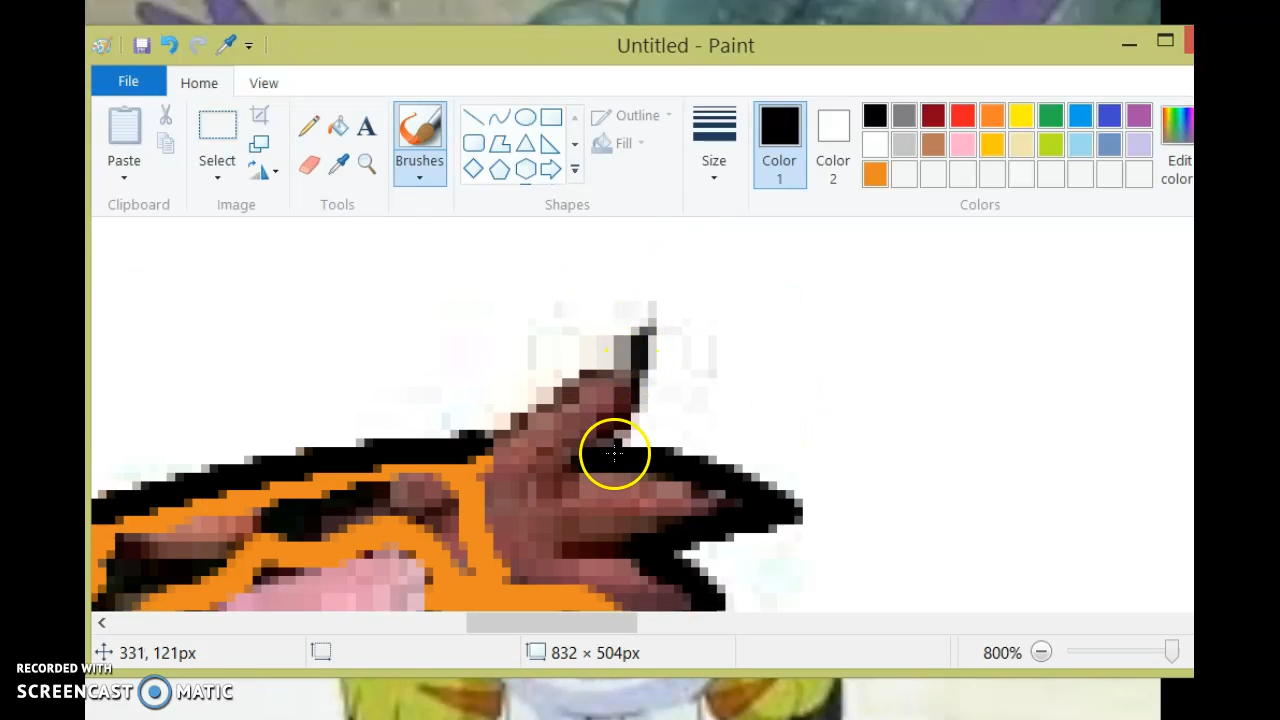 Untitled - Paint
File Home View
Paste
Select
Brushes
Outline
Fill
Size
Color 1
Color 2
Edit color
Clipboard Image Tools Shapes Colors
331, 121px 832 × 504px 800%
RECORDED WITH
SCREENCAST MATIC